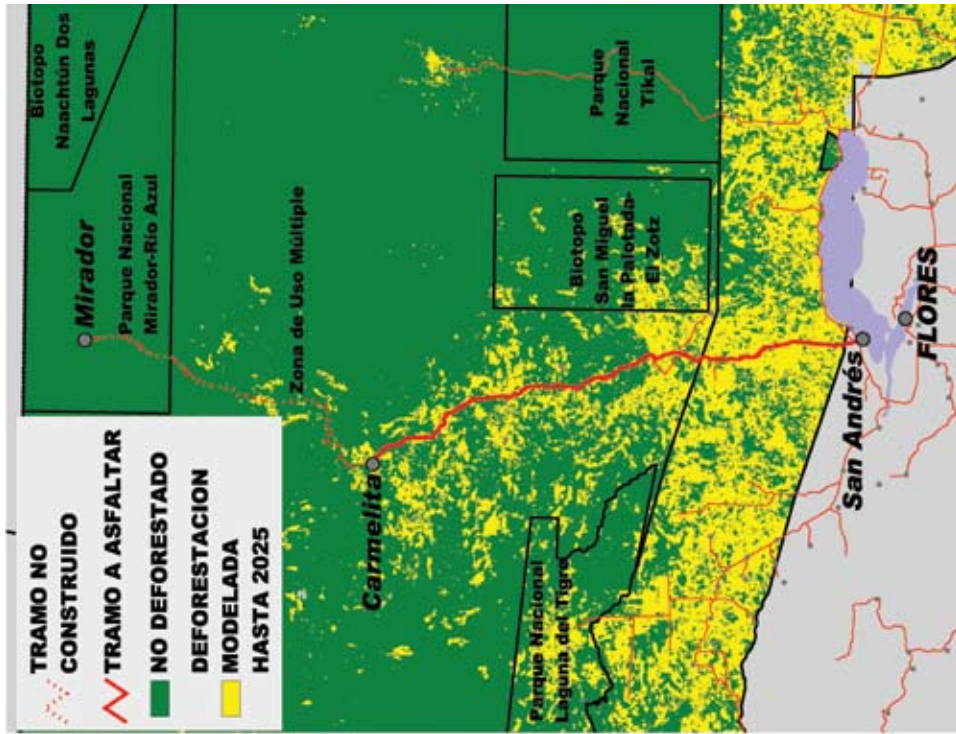 TRAMO NO
CONSTRUIDO
TRAMO A ASFALTAR
NO DEFORESTADO
DEFORESTACION
MODELADA
HASTA 2025
Biotopo
Naachtún Dos
Lagunas
Mirador
Parque Nacional
Mirador-Río Azul
Zona de Uso Múltiple
Carmelita
Parque
Nacional
Tikal
Biotopo
San Miguel
la Palotada-
El Zotz
Parque Nacional
Laguna del Tigre
San Andrés
FLORES